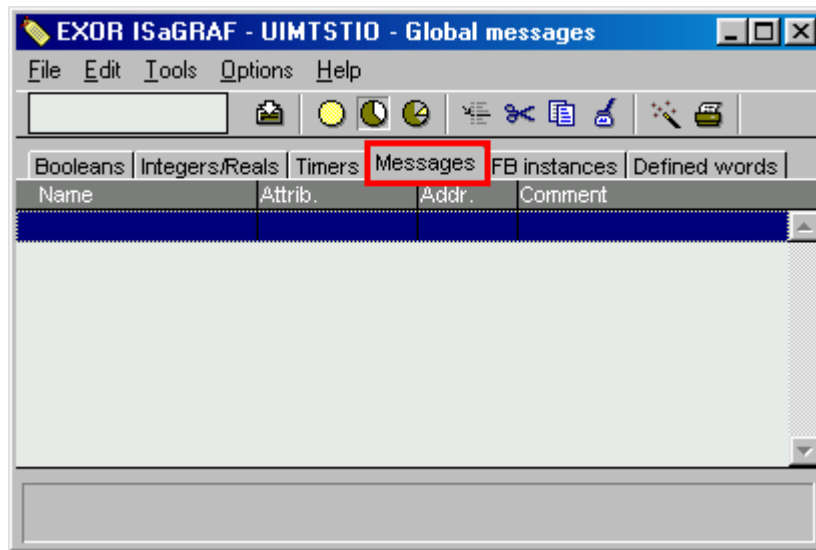 EXOR ISaGRAF - UIMTSTIO - Global messages
File Edit Tools Options Help
Booleans Integers/Reals Timers Messages FB instances Defined words
Name Attrib. Addr. Comment